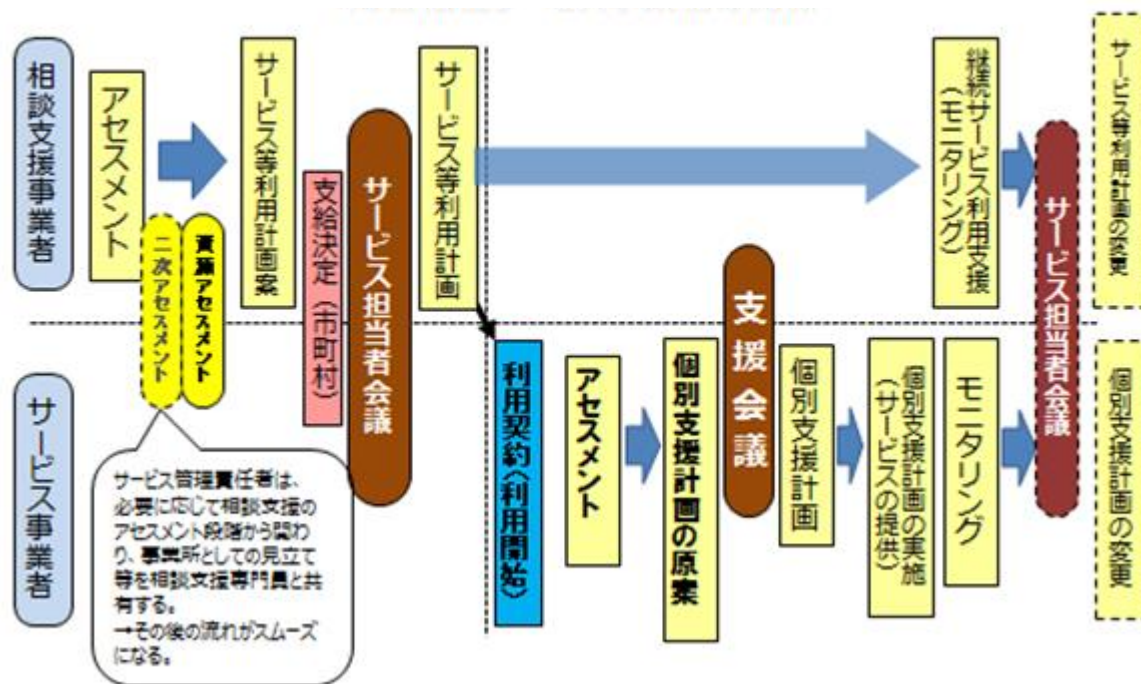 相談支援事業者
アセスメント
二次アセスメント
資源アセスメント
サービス等利用計画案
支給決定（市町村）
サービス担当者会議
サービス等利用計画
継続サービス利用支援
（モニタリング）
サービス担当者会議
サービス等利用計画の変更
サービス事業者
サービス管理責任者は、
必要に応じて相談支援の
アセスメント段階から関わ
り、事業所としての見立て
等を相談支援専門員と共
有する。
→その後の流れがスムーズ
になる。
利用契約（利用開始）
アセスメント
個別支援計画の原案
支援会議
個別支援計画
個別支援計画の実施
（サービスの提供）
モニタリング
個別支援計画の変更